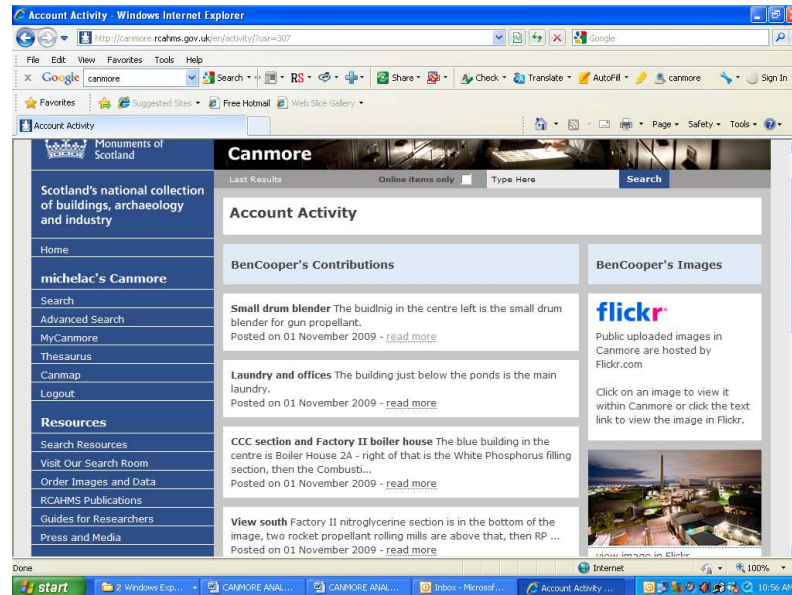 Account Activity - Windows Internet Explorer
http://canmore.rcahms.gov.uk/en/activity/?usr=307
Google
File Edit View Favorites Tools Help
x Google canmore Search RS Share Check Translate AutoFill canmore Sign In
Favorites Suggested Sites Free Hotmail Web Slice Gallery
Account Activity
Page Safety Tools
Monuments of
Scotland
Canmore
Last Results Online items only Type Here Search
Scotland's national collection
of buildings, archaeology
and industry
Home
michelac's Canmore
Search
Advanced Search
MyCanmore
Thesaurus
Canmap
Logout
Resources
Search Resources
Visit Our Search Room
Order Images and Data
RCAHMS Publications
Guides for Researchers
Press and Media
Account Activity
BenCooper's Contributions
Small drum blender The buidlnig in the centre left is the small drum
blender for gun propellant.
Posted on 01 November 2009 - read more
Laundry and offices The building just below the ponds is the main
laundry.
Posted on 01 November 2009 - read more
CCC section and Factory II boiler house The blue building in the
centre is Boiler House 2A - right of that is the White Phosphorus filling
section, then the Combusti...
Posted on 01 November 2009 - read more
View south Factory II nitroglycerine section is in the bottom of the
image, two rocket propellant rolling mills are above that, then RP ...
Posted on 01 November 2009 - read more
BenCooper's Images
flickr
Public uploaded images in
Canmore are hosted by
Flickr.com
Click on an image to view it
within Canmore or click the text
link to view the image in Flickr.
view image in Flickr
Done Internet 100%
start 2 Windows Exp... CANMORE ANAL... CANMORE ANAL... Inbox - Microsof... Account Activity ... 10:56 AM